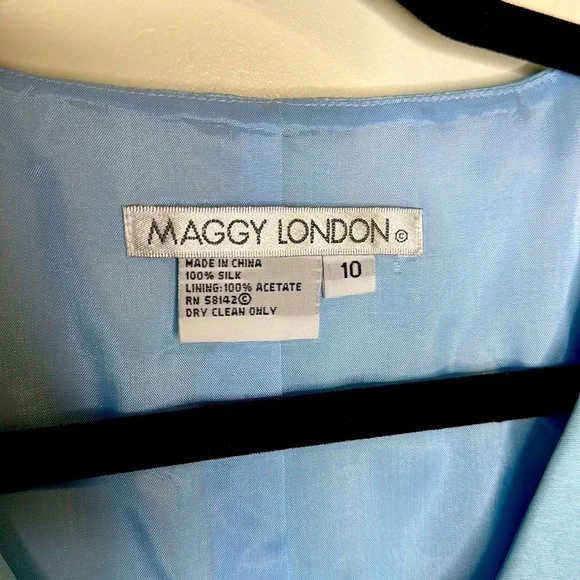 MAGGY LONDON ©
MADE IN CHINA
100% SILK
LINING:100% ACETATE
RN 58142©
DRY CLEAN ONLY
10